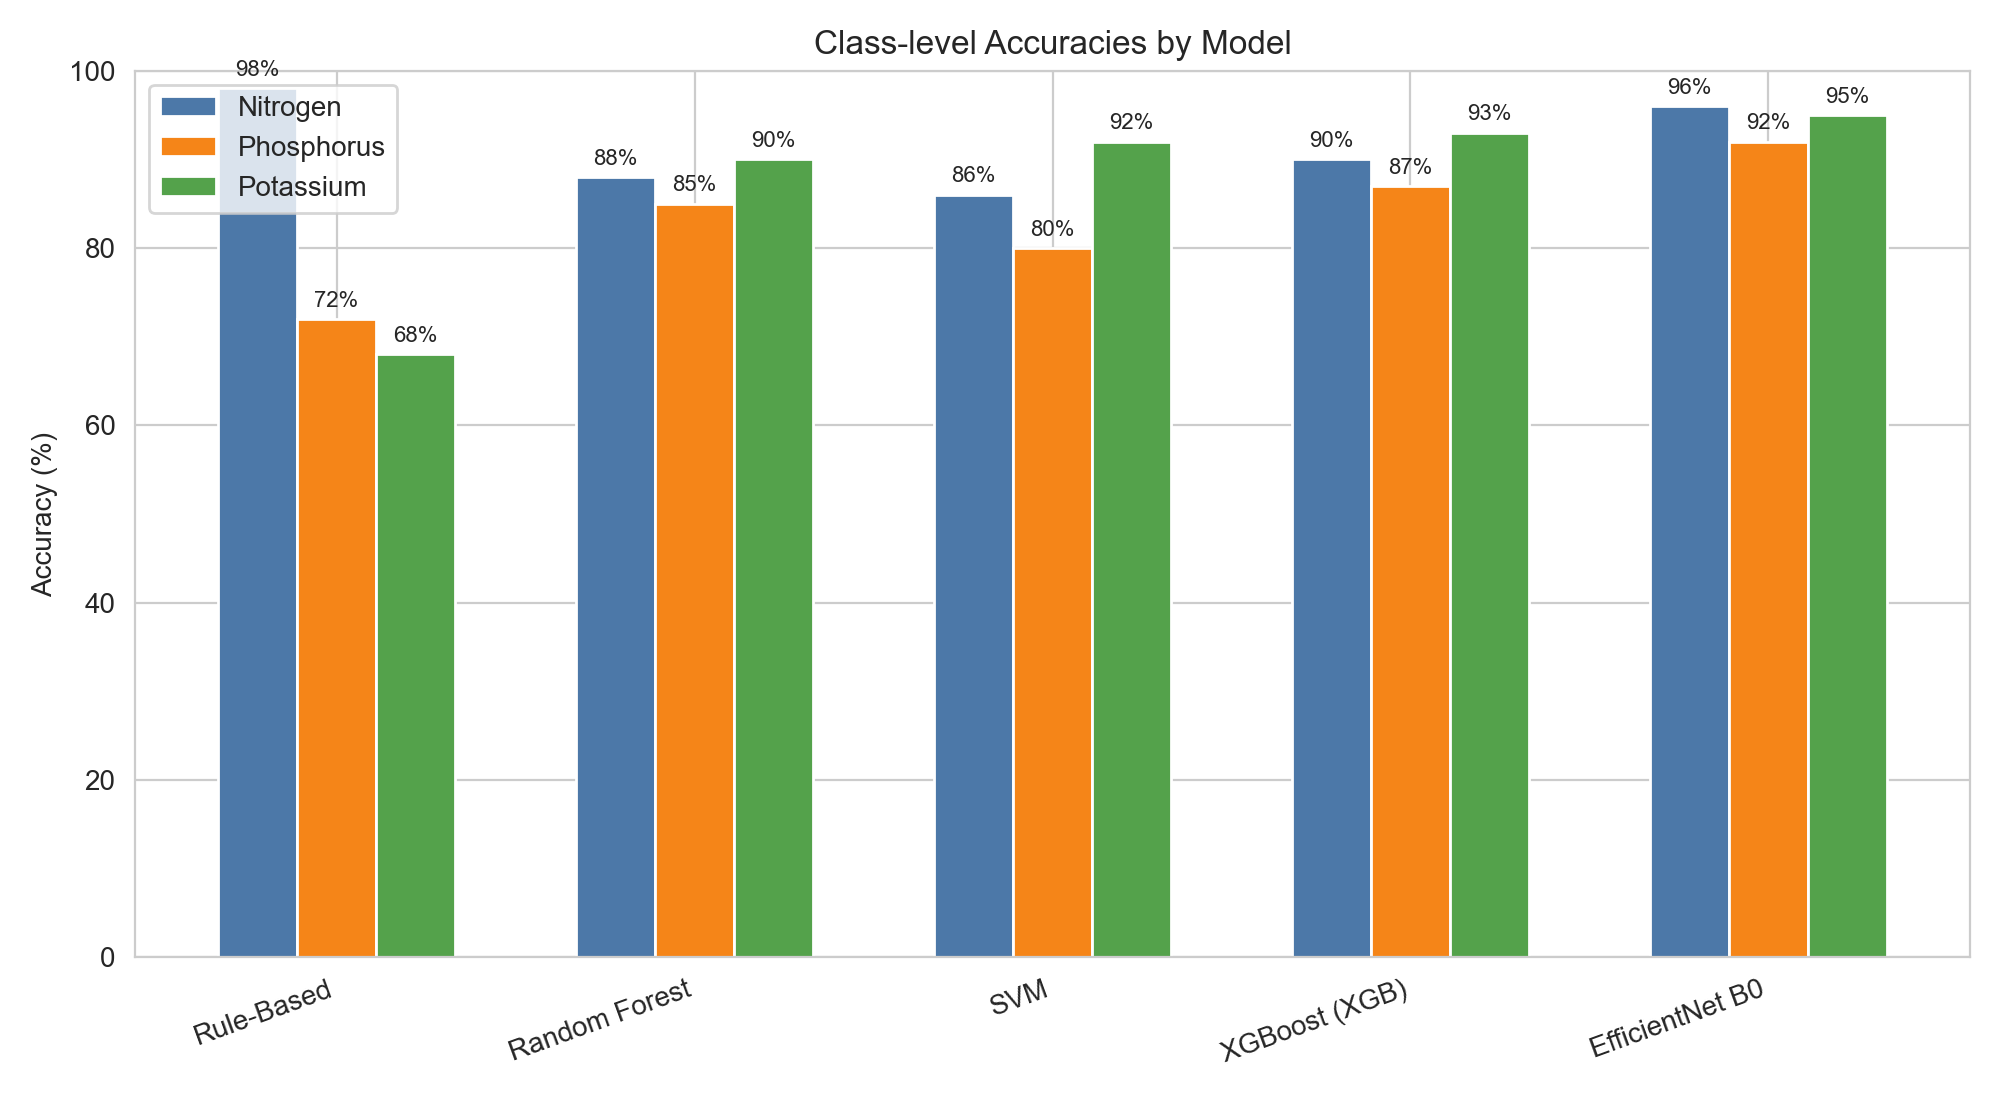 Class-level Accuracies by Model
Accuracy (%)
100
80
60
40
20
0
Nitrogen
Phosphorus
Potassium
98%
72%
68%
88%
85%
90%
86%
80%
92%
90%
87%
93%
96%
92%
95%
Rule-Based
Random Forest
SVM
XGBoost (XGB)
EfficientNet B0